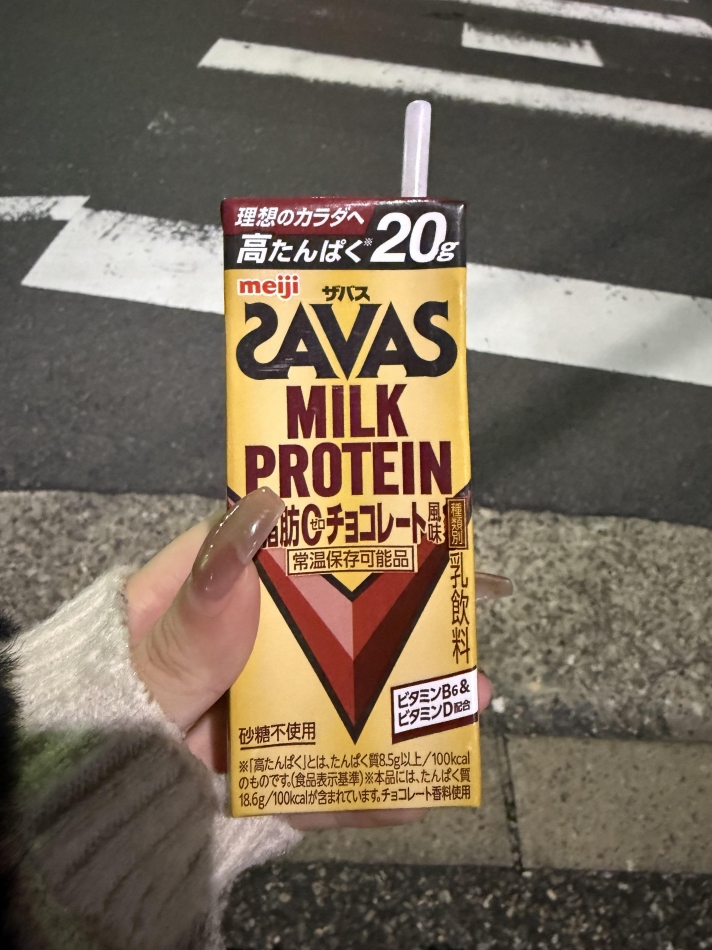 理想のカラダへ
高たんぱく※20g
meiji
ザバス
SAVAS
MILK
PROTEIN
脂肪0ゼロチョコレート風味
常温保存可能品
種類別
乳飲料
ビタミンB6&
ビタミンD配合
砂糖不使用
※「高たんぱく」とは、たんぱく質8.5g以上/100kcal
のものです。(食品表示基準)※本品には、たんぱく質
18.6g/100kcalが含まれています。チョコレート香料使用